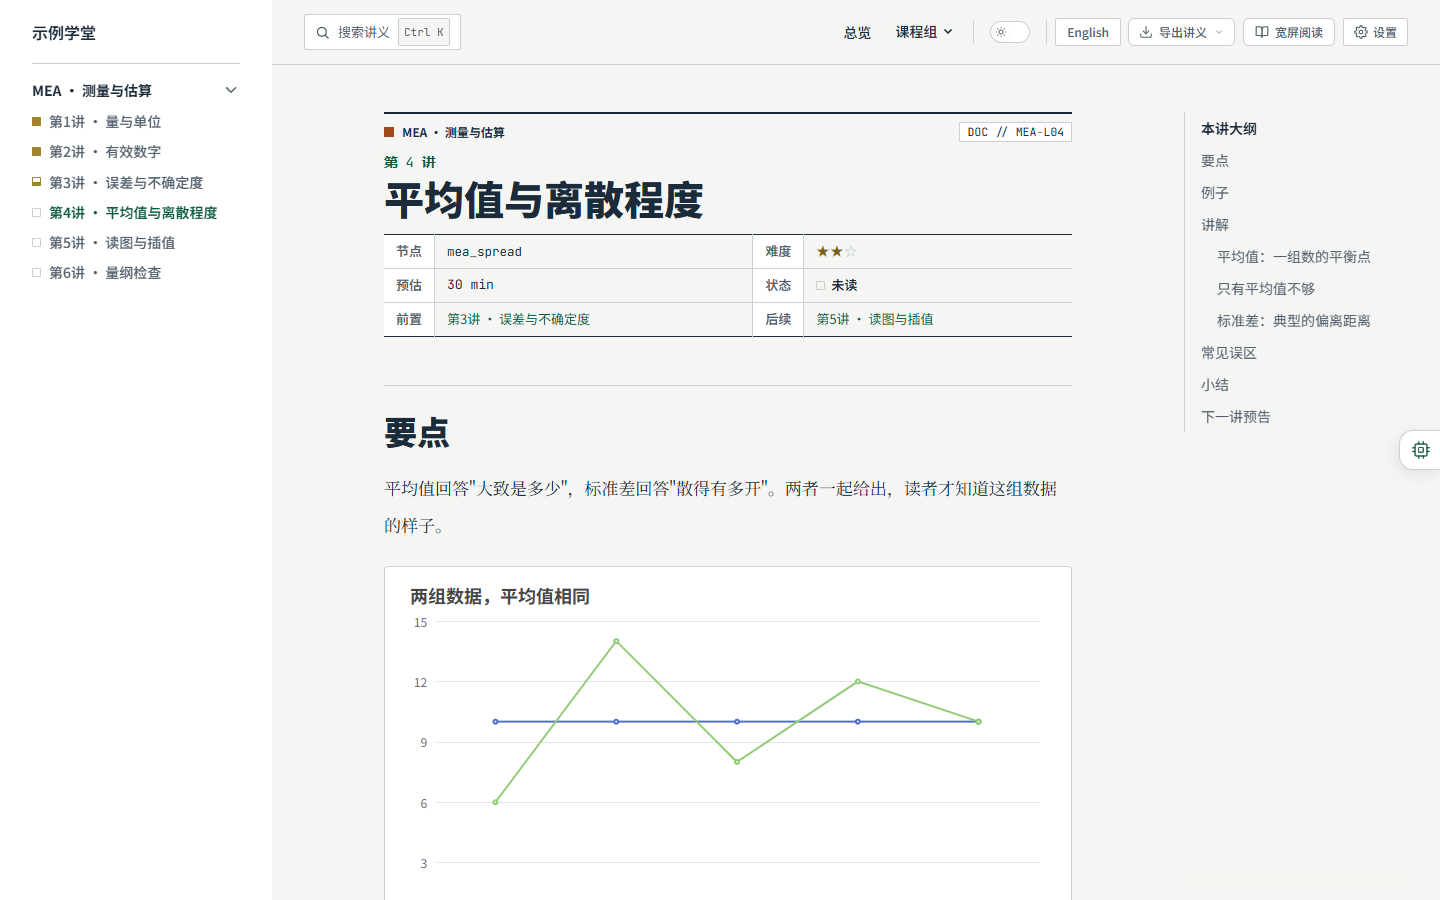 示例学堂
搜索讲义 Ctrl K
总览
课程组
English
导出讲义
宽屏阅读
设置
MEA • 测量与估算
第1讲 • 量与单位
第2讲 • 有效数字
第3讲 • 误差与不确定度
第4讲 • 平均值与离散程度
第5讲 • 读图与插值
第6讲 • 量纲检查
MEA • 测量与估算
DOC // MEA-L04
第 4 讲
平均值与离散程度
节点 mea_spread 难度 ★★☆
预估 30 min 状态 未读
前置 第3讲 • 误差与不确定度 后续 第5讲 • 读图与插值
要点
平均值回答"大致是多少"，标准差回答"散得有多开"。两者一起给出，读者才知道这组数据
的样子。
两组数据，平均值相同
15
12
9
6
3
本讲大纲
要点
例子
讲解
平均值：一组数的平衡点
只有平均值不够
标准差：典型的偏离距离
常见误区
小结
下一讲预告